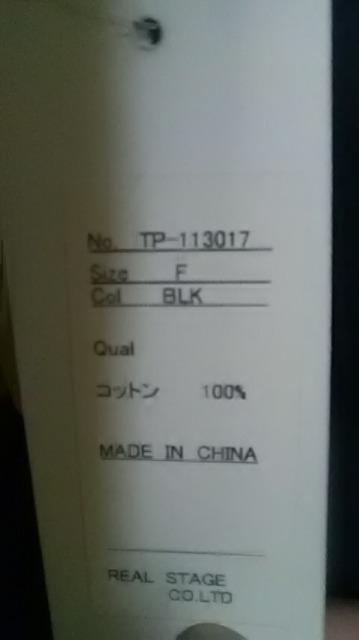 No. TP-113017
Size F
Col BLK
Qual
コットン 100%
MADE IN CHINA
REAL STAGE
CO.LTD